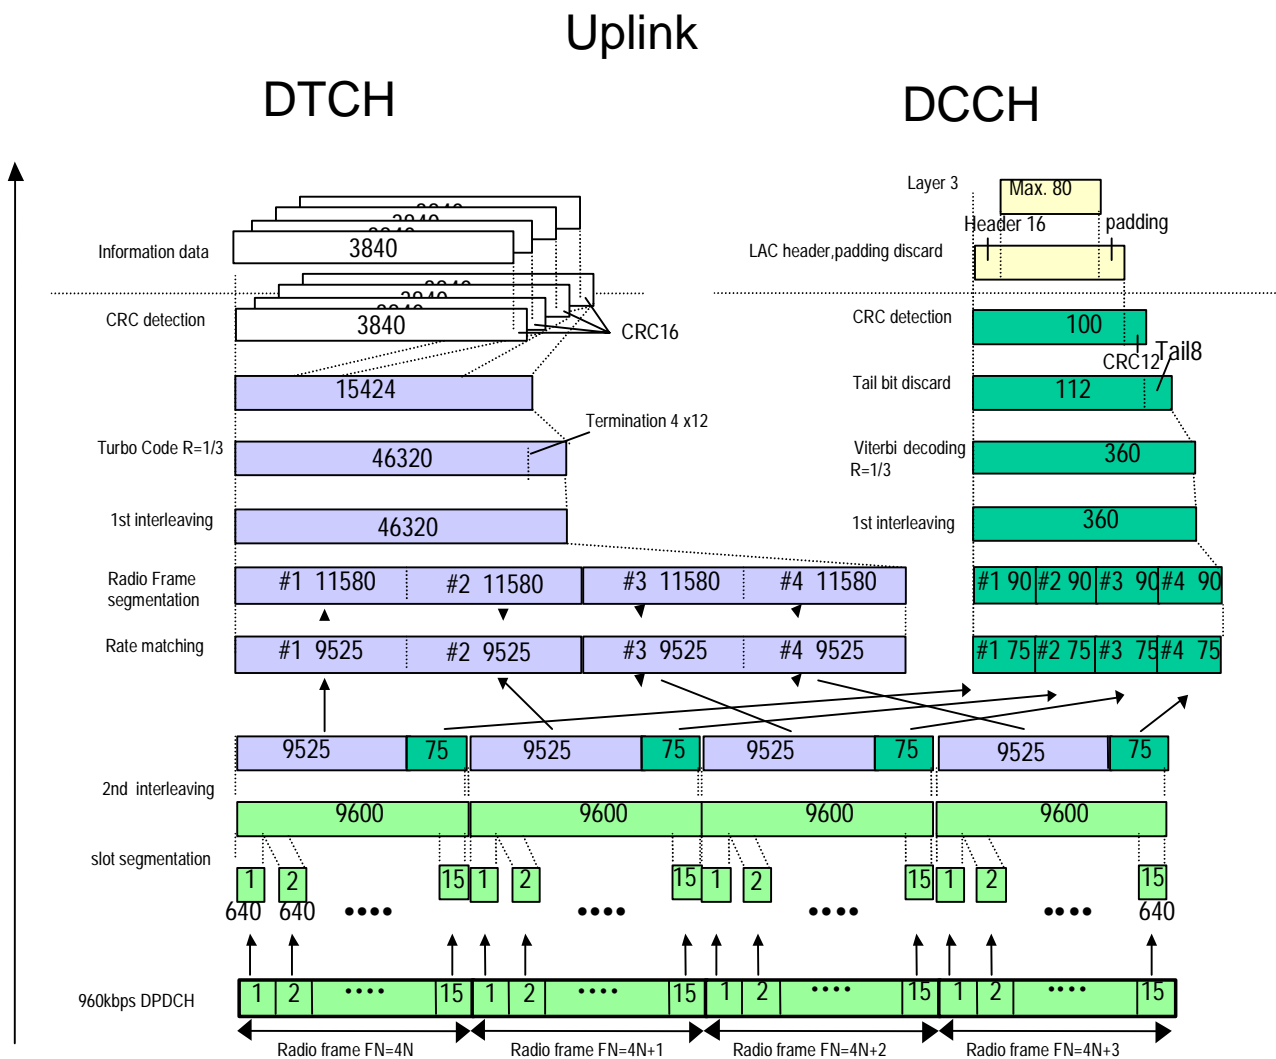 Uplink
DTCH
DCCH
Layer 3
Max. 80
Header 16
padding
3840
3840
3840
Information data
3840
LAC header,padding discard
3840
3840
3840
CRC detection
3840
CRC16
CRC detection
100
CRC12
Tail8
15424
Tail bit discard
112
Termination 4 x12
Turbo Code R=1/3
46320
Viterbi decoding
R=1/3
360
1st interleaving
46320
1st interleaving
360
Radio Frame
segmentation
#1 11580
#2 11580
#3 11580
#4 11580
#1 90
#2 90
#3 90
#4 90
Rate matching
#1 9525
#2 9525
#3 9525
#4 9525
#1 75
#2 75
#3 75
#4 75
9525
75
9525
75
9525
75
9525
75
2nd interleaving
9600
9600
9600
9600
slot segmentation
1
2
15
1
2
15
1
2
15
1
2
15
640
640
••••
••••
••••
••••
640
960kbps DPDCH
1
2
••••
15
1
2
••••
15
1
2
••••
15
1
2
••••
15
Radio frame FN=4N
Radio frame FN=4N+1
Radio frame FN=4N+2
Radio frame FN=4N+3